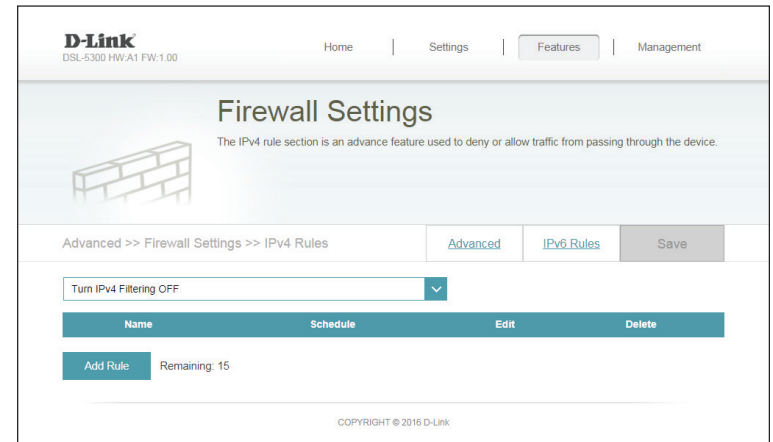 D-Link
DSL-5300 HW:A1 FW:1.00
Home | Settings | Features | Management
Firewall Settings
The IPv4 rule section is an advance feature used to deny or allow traffic from passing through the device.
Advanced >> Firewall Settings >> IPv4 Rules
Advanced
IPv6 Rules
Save
Turn IPv4 Filtering OFF
Name Schedule Edit Delete
Add Rule Remaining: 15
COPYRIGHT © 2016 D-Link